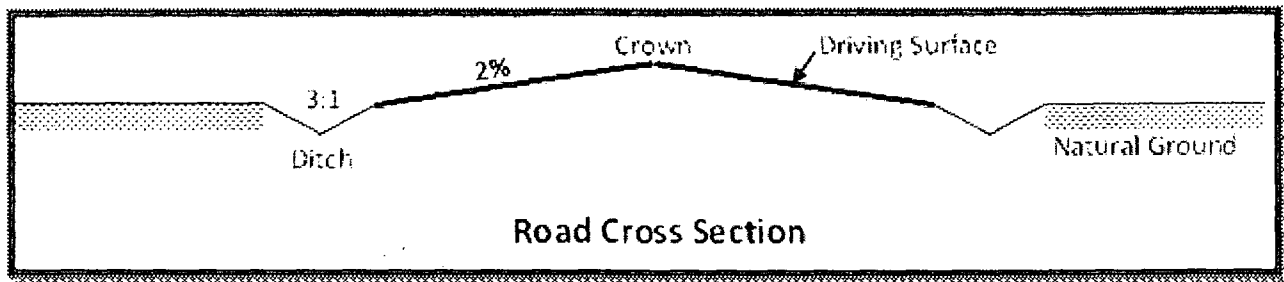 Crown
Driving Surface
2%
3:1
Ditch
Natural Ground
Road Cross Section